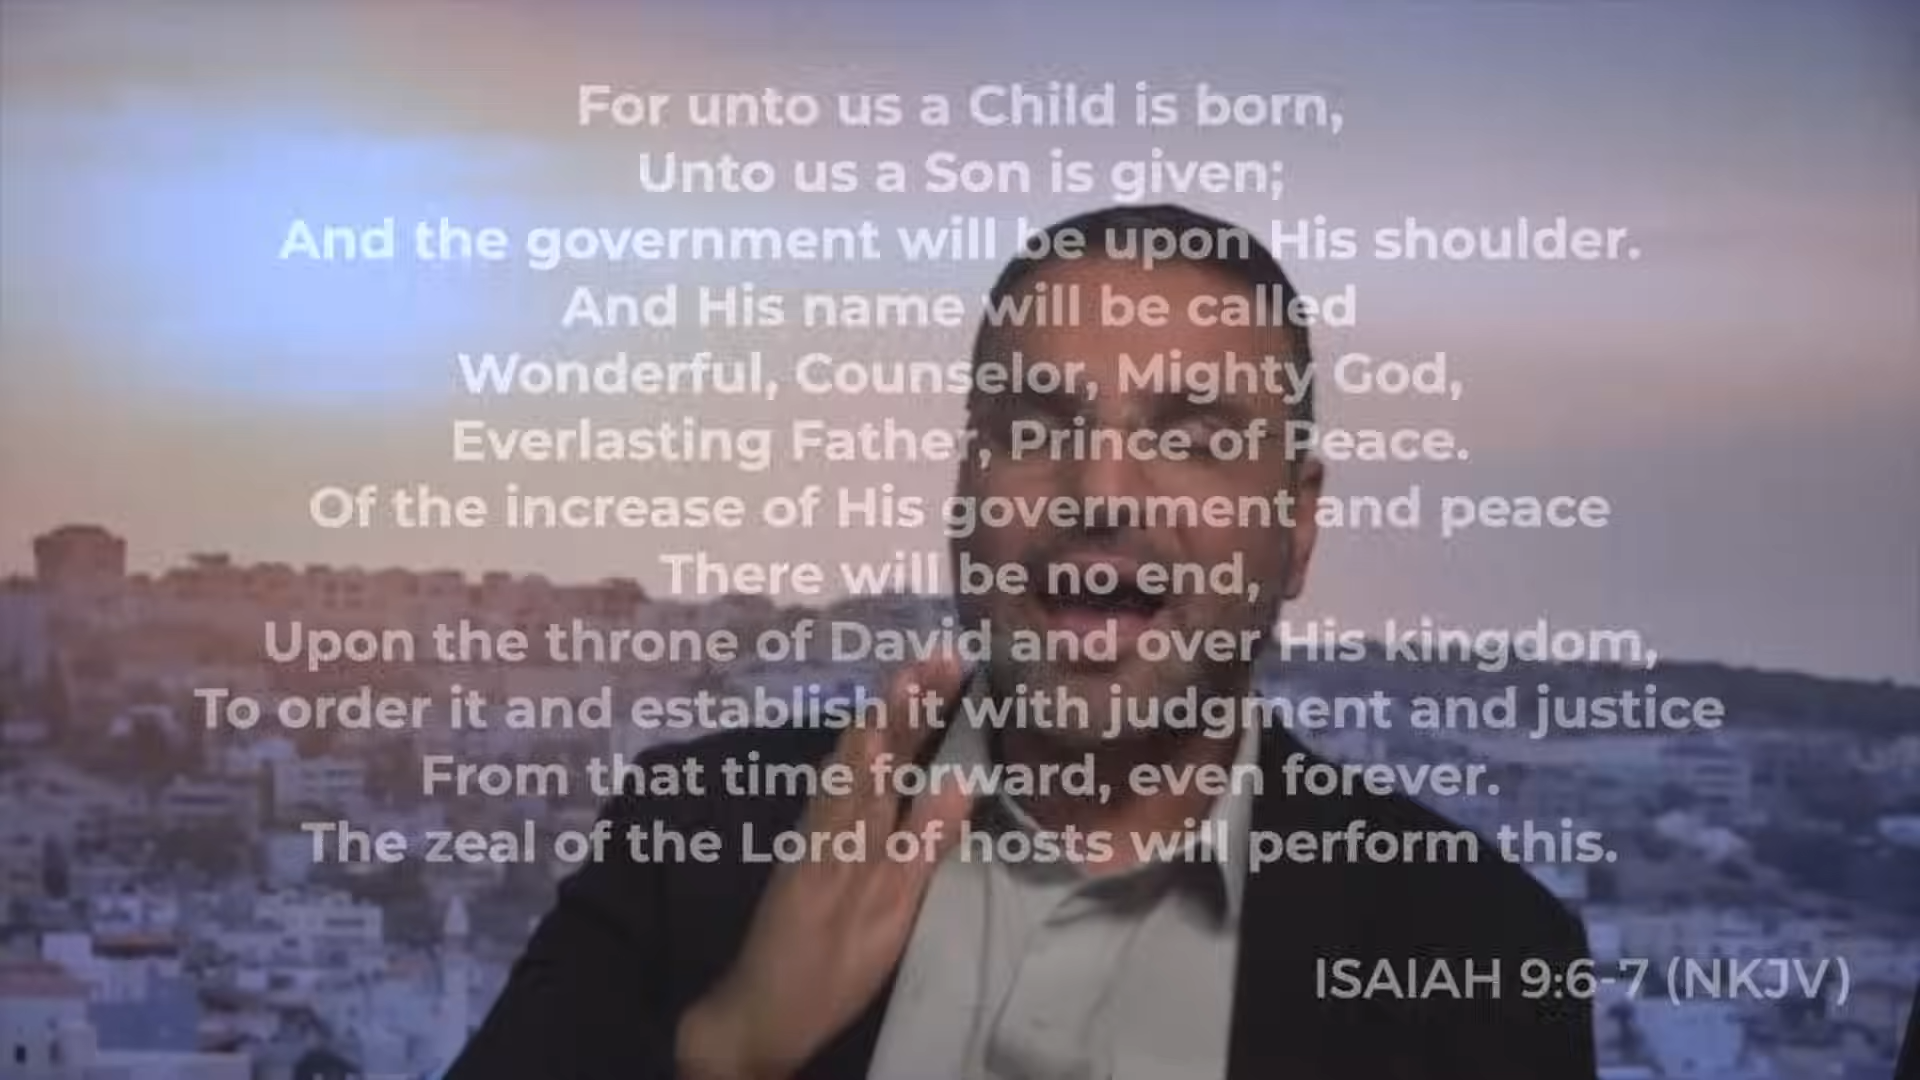 For unto us a Child is born,
Unto us a Son is given;
And the government will be upon His shoulder.
And His name will be called
Wonderful, Counselor, Mighty God,
Everlasting Father, Prince of Peace.
Of the increase of His government and peace
There will be no end,
Upon the throne of David and over His kingdom,
To order it and establish it with judgment and justice
From that time forward, even forever.
The zeal of the Lord of hosts will perform this.
ISAIAH 9:6-7 (NKJV)